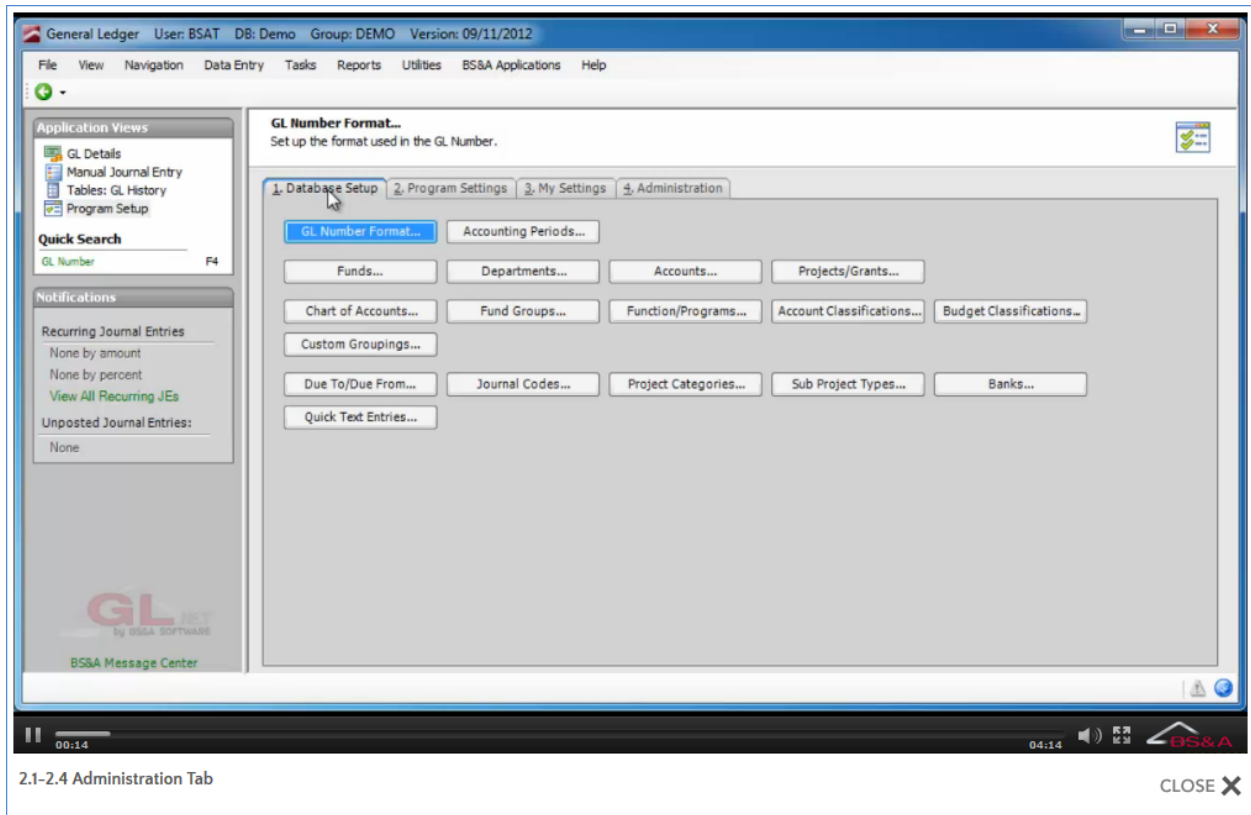 General Ledger User: BSAT DB: Demo Group: DEMO Version: 09/11/2012
File View Navigation Data Entry Tasks Reports Utilities BS&A Applications Help
Application Views
GL Details
Manual Journal Entry
Tables: GL History
Program Setup
Quick Search
GL Number F4
Notifications
Recurring Journal Entries
None by amount
None by percent
View All Recurring JEs
Unposted Journal Entries:
None
GL.NET
by BS&A SOFTWARE
BS&A Message Center
GL Number Format...
Set up the format used in the GL Number.
1. Database Setup 2. Program Settings 3. My Settings 4. Administration
GL Number Format... Accounting Periods...
Funds... Departments... Accounts... Projects/Grants...
Chart of Accounts... Fund Groups... Function/Programs... Account Classifications... Budget Classifications...
Custom Groupings...
Due To/Due From... Journal Codes... Project Categories... Sub Project Types... Banks...
Quick Text Entries...
00:14 04:14 BS&A
2.1-2.4 Administration Tab
CLOSE